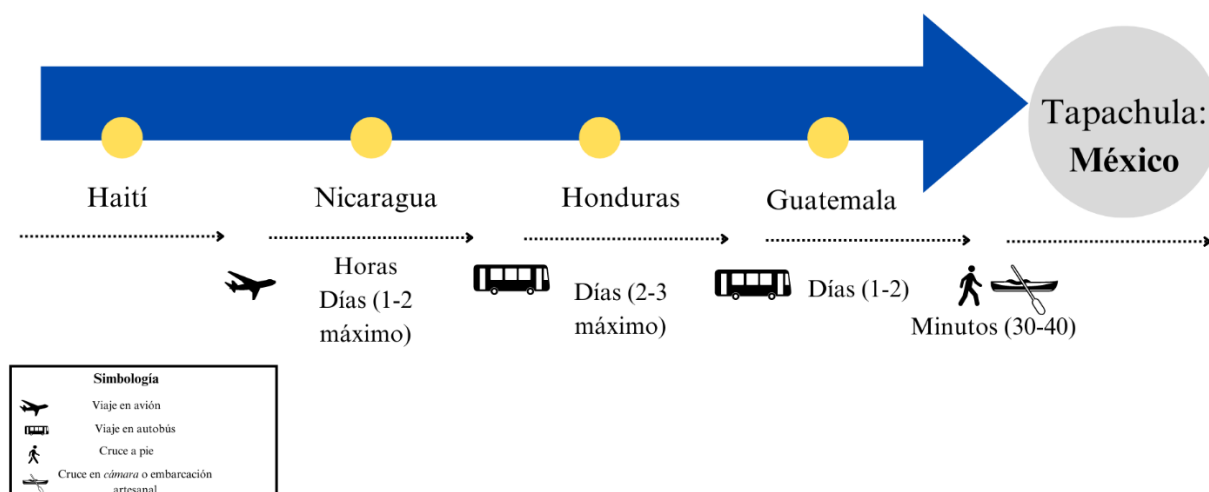 Tapachula:
México
Haití
Nicaragua
Honduras
Guatemala
Horas
Días (1-2
máximo)
Días (2-3
máximo)
Días (1-2)
Minutos (30-40)
Simbología
Viaje en avión
Viaje en autobús
Cruce a pie
Cruce en cámara o embarcación
artesanal